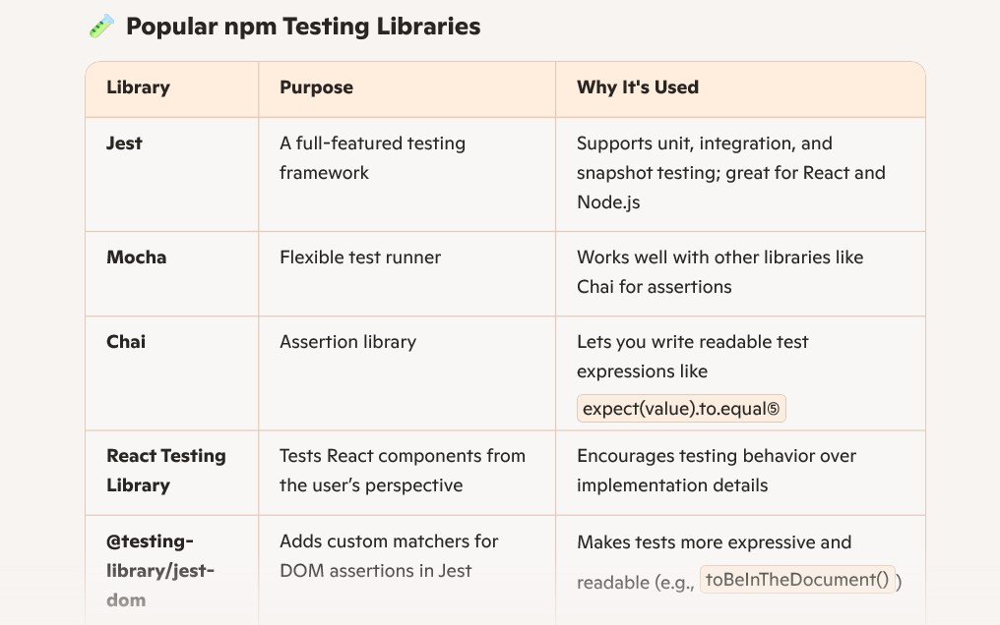 Popular npm Testing Libraries
Library Purpose Why It's Used
Jest A full-featured testing framework Supports unit, integration, and snapshot testing; great for React and Node.js
Mocha Flexible test runner Works well with other libraries like Chai for assertions
Chai Assertion library Lets you write readable test expressions like expect(value).to.equal⑤
React Testing Library Tests React components from the user’s perspective Encourages testing behavior over implementation details
@testing-library/jest-dom Adds custom matchers for DOM assertions in Jest Makes tests more expressive and readable (e.g., toBeInTheDocument() )